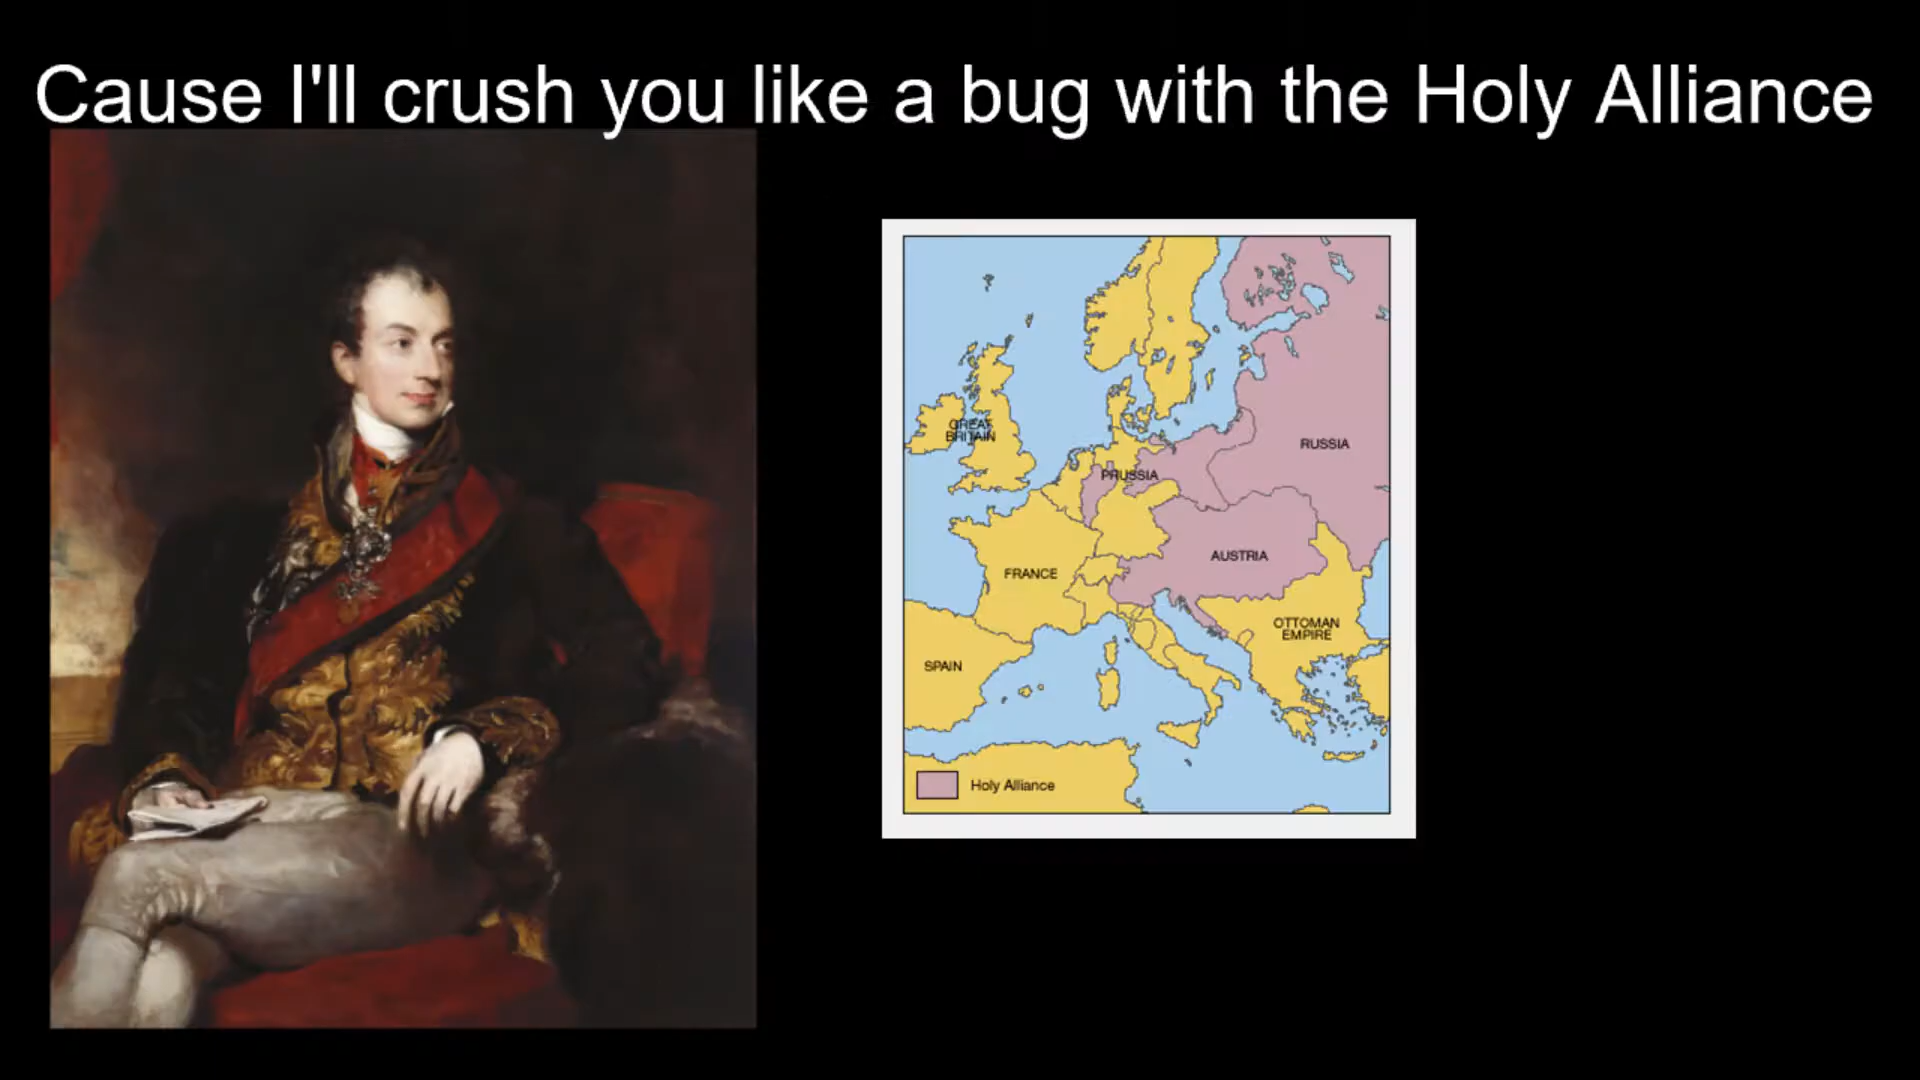 Cause I'll crush you like a bug with the Holy Alliance
GREAT
BRITAIN
PRUSSIA
RUSSIA
AUSTRIA
FRANCE
OTTOMAN
EMPIRE
SPAIN
Holy Alliance